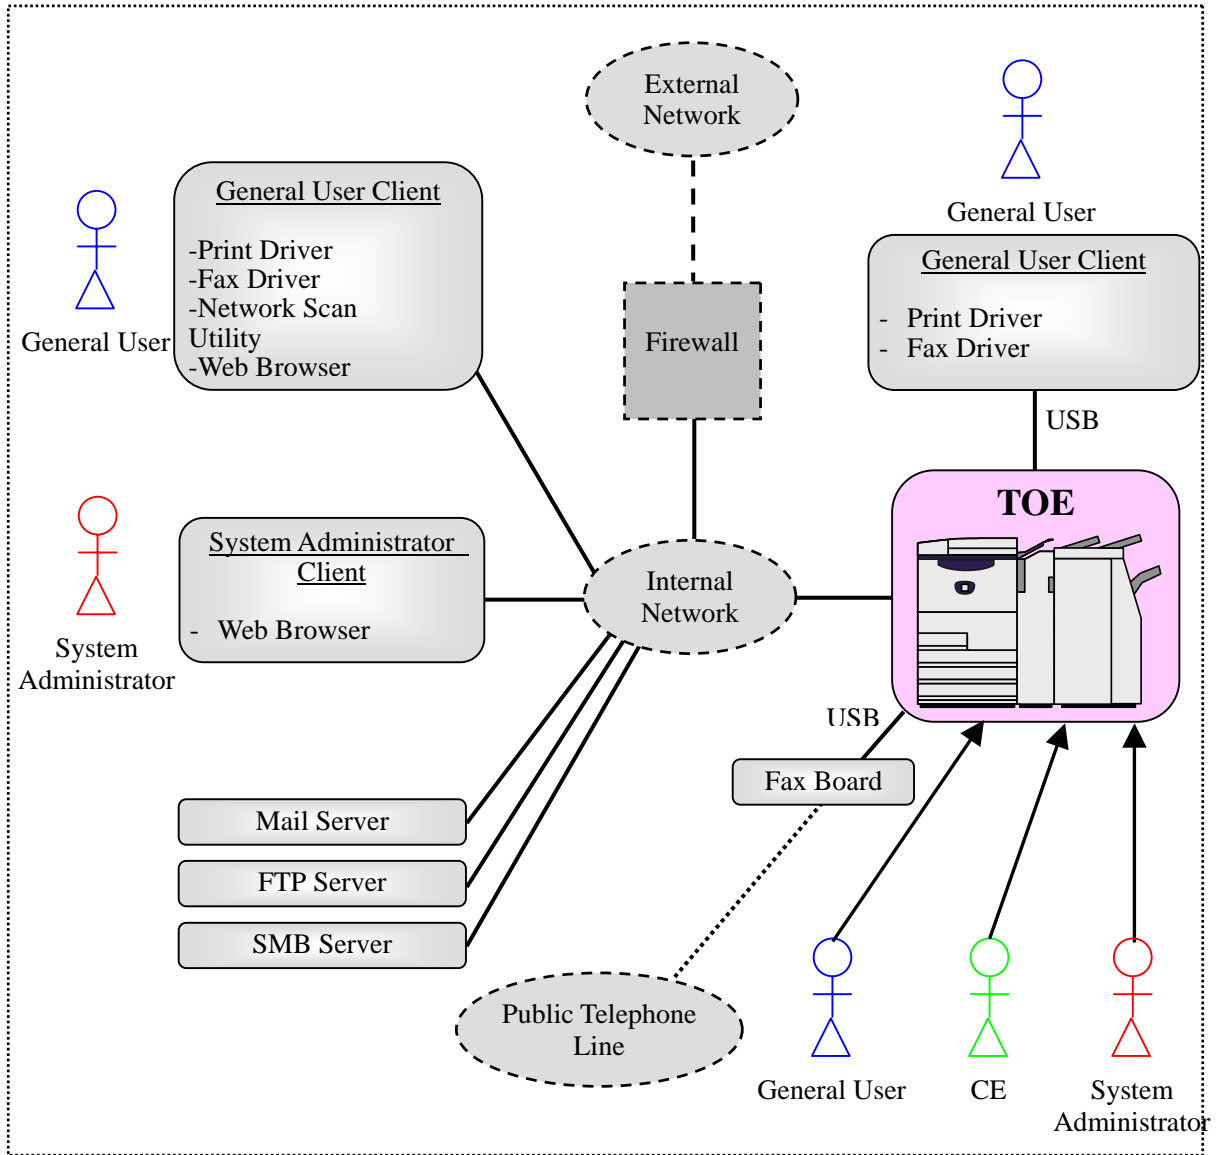 External
Network
General User
General User Client
-Print Driver
-Fax Driver
-Network Scan
Utility
-Web Browser
General User
General User Client
- Print Driver
- Fax Driver
Firewall
USB
TOE
System Administrator
Client
- Web Browser
System
Administrator
Internal
Network
USB
Fax Board
Mail Server
FTP Server
SMB Server
Public Telephone
Line
General User
CE
System
Administrator